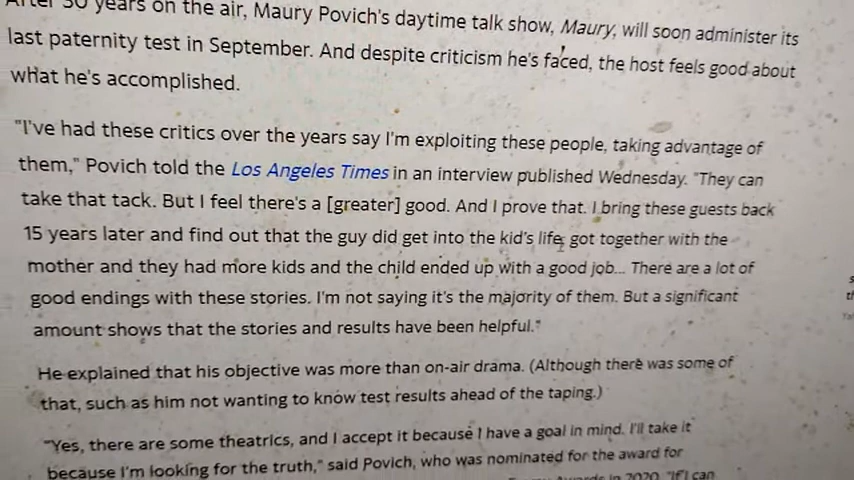 After 30 years on the air, Maury Povich's daytime talk show, Maury, will soon administer its
last paternity test in September. And despite criticism he's faced, the host feels good about
what he's accomplished.
"I've had these critics over the years say I'm exploiting these people, taking advantage of
them," Povich told the Los Angeles Times in an interview published Wednesday. "They can
take that tack. But I feel there's a [greater] good. And I prove that. I bring these guests back
15 years later and find out that the guy did get into the kid's life, got together with the
mother and they had more kids and the child ended up with a good job... There are a lot of
good endings with these stories. I'm not saying it's the majority of them. But a significant
amount shows that the stories and results have been helpful."
He explained that his objective was more than on-air drama. (Although there was some of
that, such as him not wanting to know test results ahead of the taping.)
"Yes, there are some theatrics, and I accept it because I have a goal in mind. I'll take it
because I'm looking for the truth," said Povich, who was nominated for the award for
Awards in 2020. "If I can